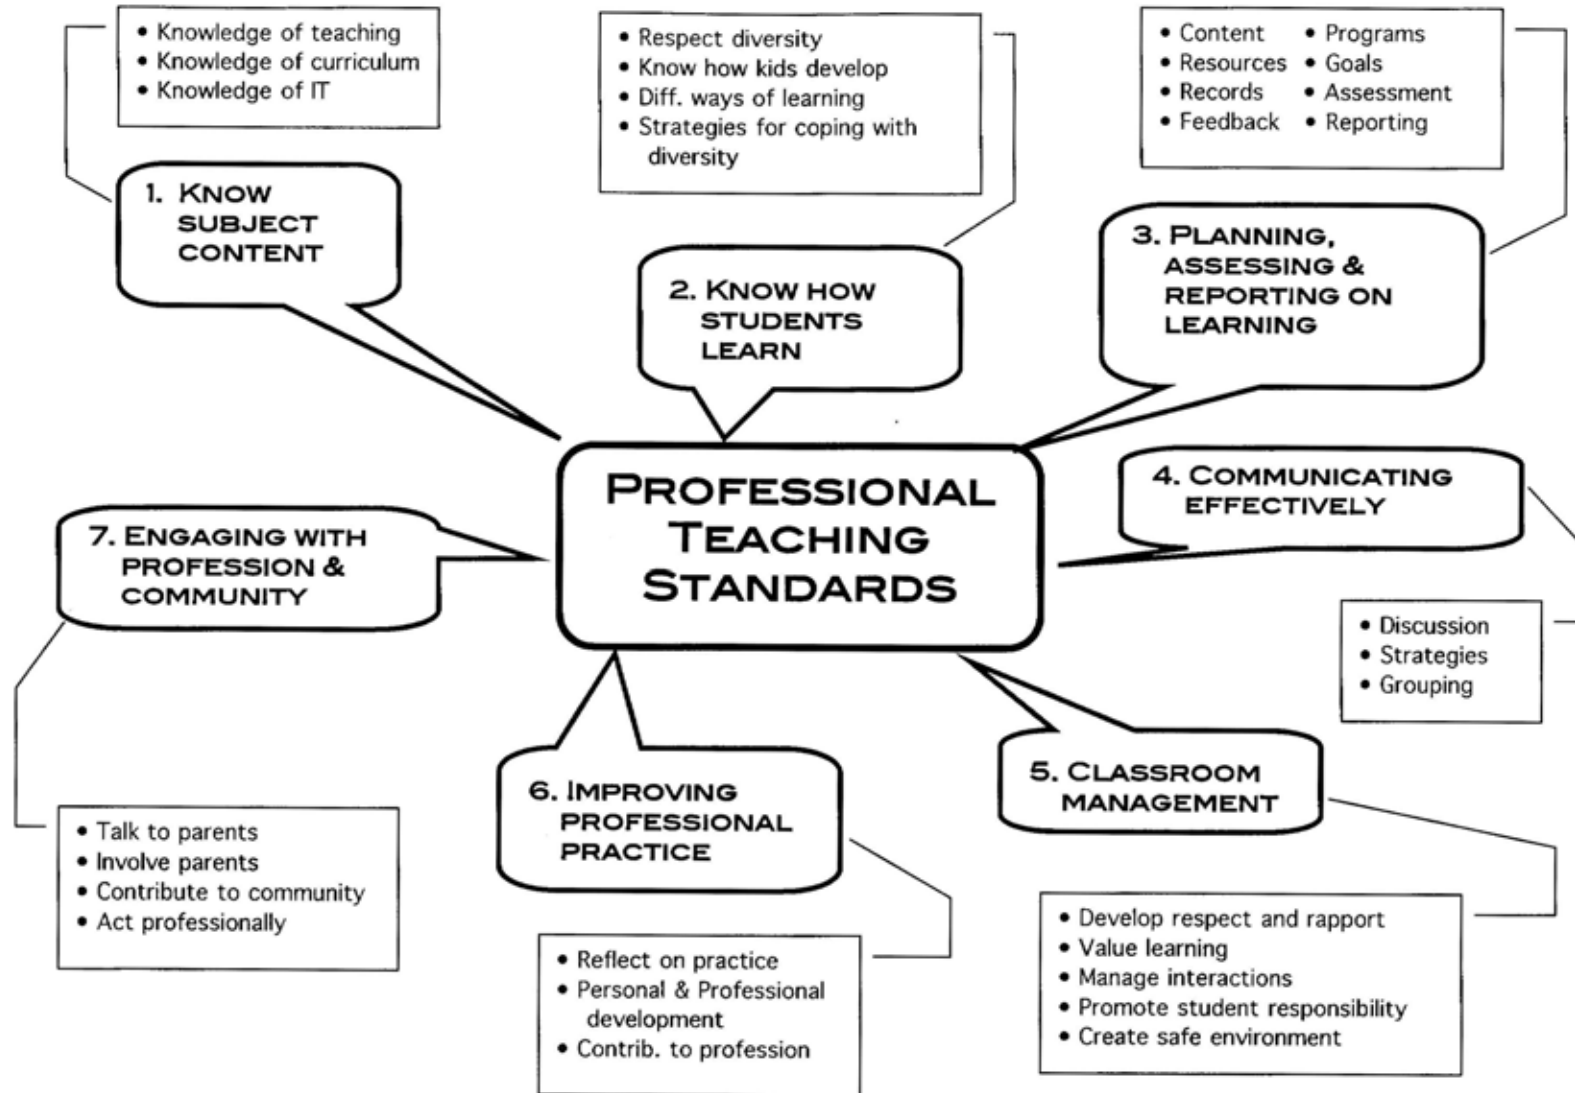 • Knowledge of teaching
• Knowledge of curriculum
• Knowledge of IT
1. KNOW
SUBJECT
CONTENT
• Respect diversity
• Know how kids develop
• Diff. ways of learning
• Strategies for coping with
diversity
2. KNOW HOW
STUDENTS
LEARN
• Content • Programs
• Resources • Goals
• Records • Assessment
• Feedback • Reporting
3. PLANNING,
ASSESSING &
REPORTING ON
LEARNING
PROFESSIONAL
TEACHING
STANDARDS
4. COMMUNICATING
EFFECTIVELY
• Discussion
• Strategies
• Grouping
5. CLASSROOM
MANAGEMENT
• Develop respect and rapport
• Value learning
• Manage interactions
• Promote student responsibility
• Create safe environment
6. IMPROVING
PROFESSIONAL
PRACTICE
• Reflect on practice
• Personal & Professional
development
• Contrib. to profession
7. ENGAGING WITH
PROFESSION &
COMMUNITY
• Talk to parents
• Involve parents
• Contribute to community
• Act professionally